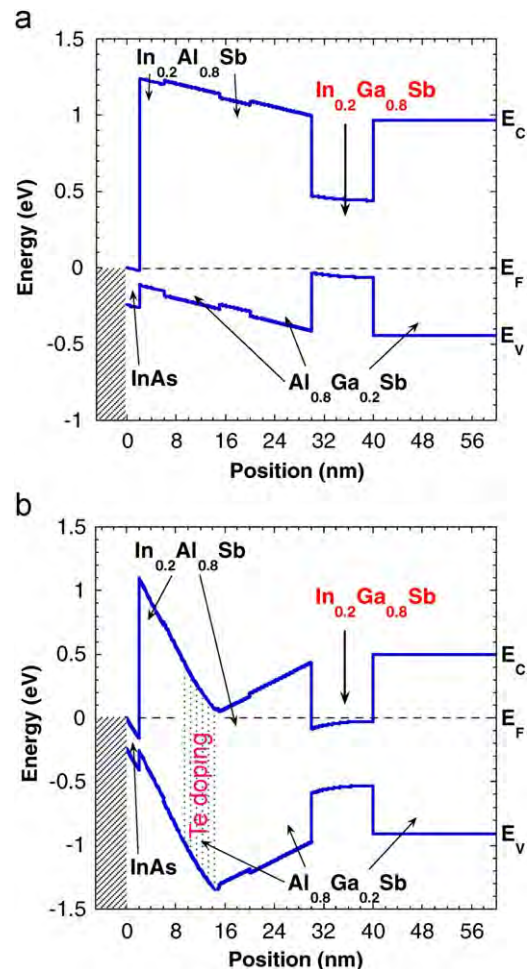 a
1.5
In0.2Al0.8Sb
In0.2Ga0.8Sb
1
EC
0.5
Energy (eV)
0
EF
-0.5
EV
InAs
Al0.8Ga0.2Sb
-1
0 8 16 24 32 40 48 56
Position (nm)
b
1.5
In0.2Al0.8Sb
In0.2Ga0.8Sb
1
0.5
EC
Energy (eV)
0
EF
Te doping
-0.5
-1
EV
InAs
Al0.8Ga0.2Sb
-1.5
0 8 16 24 32 40 48 56
Position (nm)